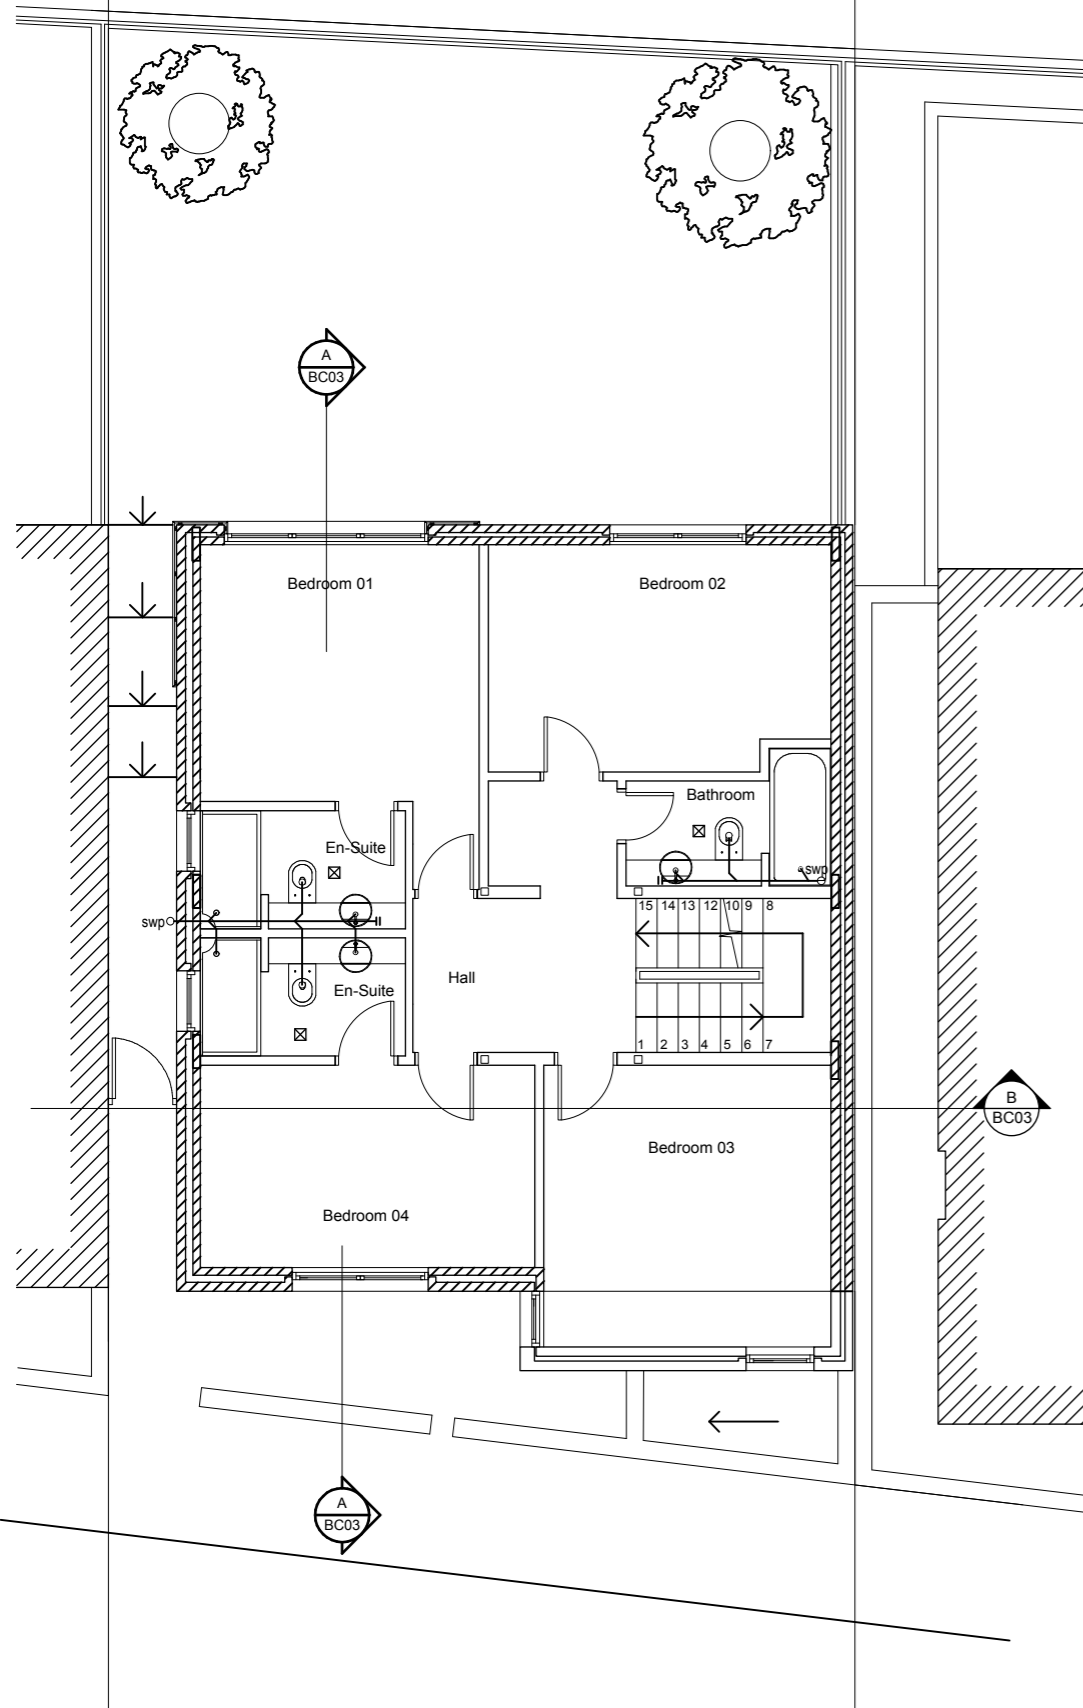 A
BC03
Bedroom 01
Bedroom 02
Bathroom
En-Suite
swp
15 14 13 12 10 9 8
swp
Hall
En-Suite
1 2 3 4 5 6 7
B
BC03
Bedroom 03
Bedroom 04
A
BC03